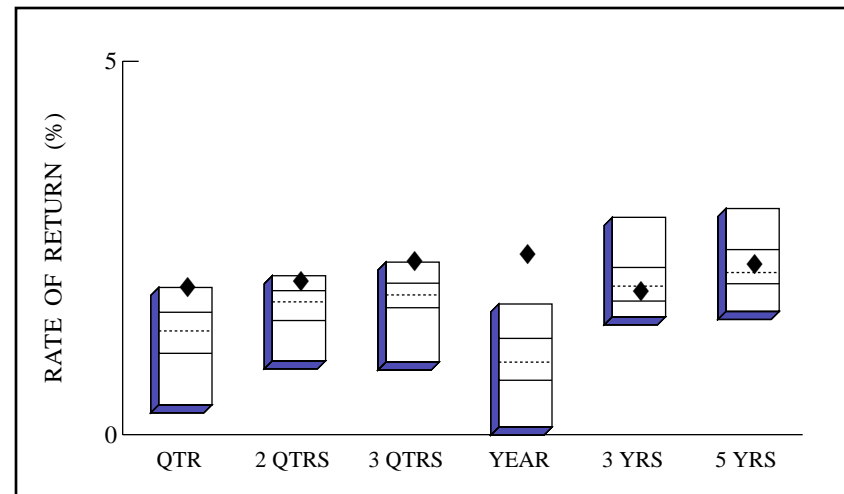 RATE OF RETURN (%)
5
0
QTR 2 QTRS 3 QTRS YEAR 3 YRS 5 YRS